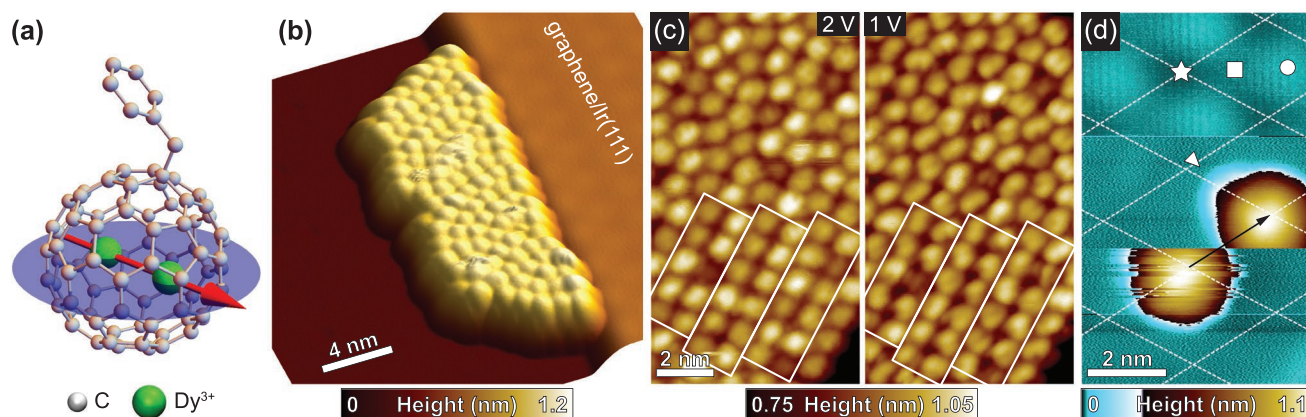 (a)
C Dy³⁺
(b)
graphene/Ir(111)
4 nm
0 Height (nm) 1.2
(c)
2 V
1 V
2 nm
0.75 Height (nm) 1.05
(d)
2 nm
0 Height (nm) 1.1